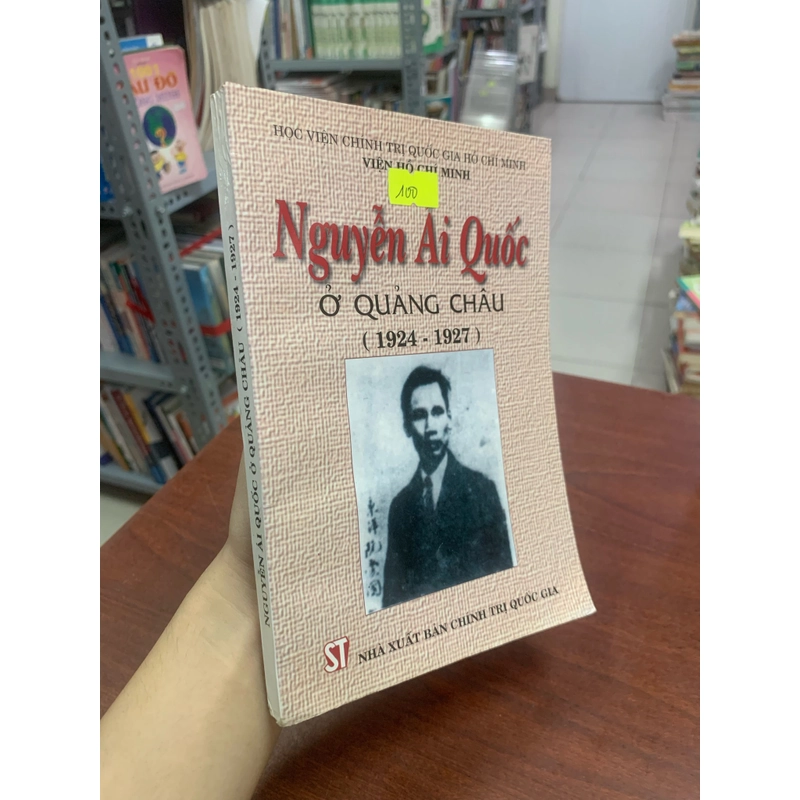 HỌC VIỆN CHÍNH TRỊ QUỐC GIA HỒ CHÍ MINH
VIỆN HỒ CHÍ MINH
100
Nguyễn Ái Quốc
Ở QUẢNG CHÂU
( 1924 - 1927 )
ST NHÀ XUẤT BẢN CHÍNH TRỊ QUỐC GIA
NGUYỄN ÁI QUỐC Ở QUẢNG CHÂU ( 1924 - 1927 )